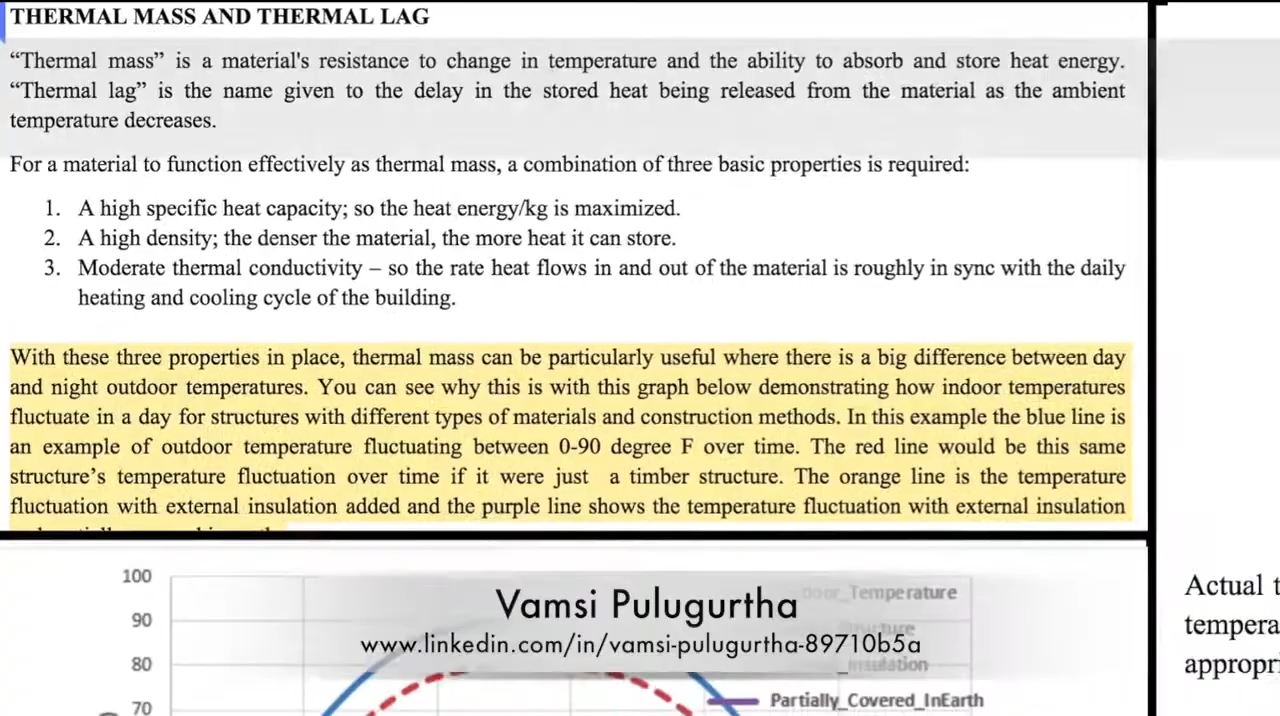 THERMAL MASS AND THERMAL LAG
“Thermal mass” is a material's resistance to change in temperature and the ability to absorb and store heat energy.
“Thermal lag” is the name given to the delay in the stored heat being released from the material as the ambient
temperature decreases.
For a material to function effectively as thermal mass, a combination of three basic properties is required:
1. A high specific heat capacity; so the heat energy/kg is maximized.
2. A high density; the denser the material, the more heat it can store.
3. Moderate thermal conductivity – so the rate heat flows in and out of the material is roughly in sync with the daily
heating and cooling cycle of the building.
With these three properties in place, thermal mass can be particularly useful where there is a big difference between day
and night outdoor temperatures. You can see why this is with this graph below demonstrating how indoor temperatures
fluctuate in a day for structures with different types of materials and construction methods. In this example the blue line is
an example of outdoor temperature fluctuating between 0-90 degree F over time. The red line would be this same
structure’s temperature fluctuation over time if it were just a timber structure. The orange line is the temperature
fluctuation with external insulation added and the purple line shows the temperature fluctuation with external insulation
100
90
80
70
Vamsi Pulugurtha
www.linkedin.com/in/vamsi-pulugurtha-89710b5a
_Temperature
_Insulation
Partially_Covered_InEarth
Actual